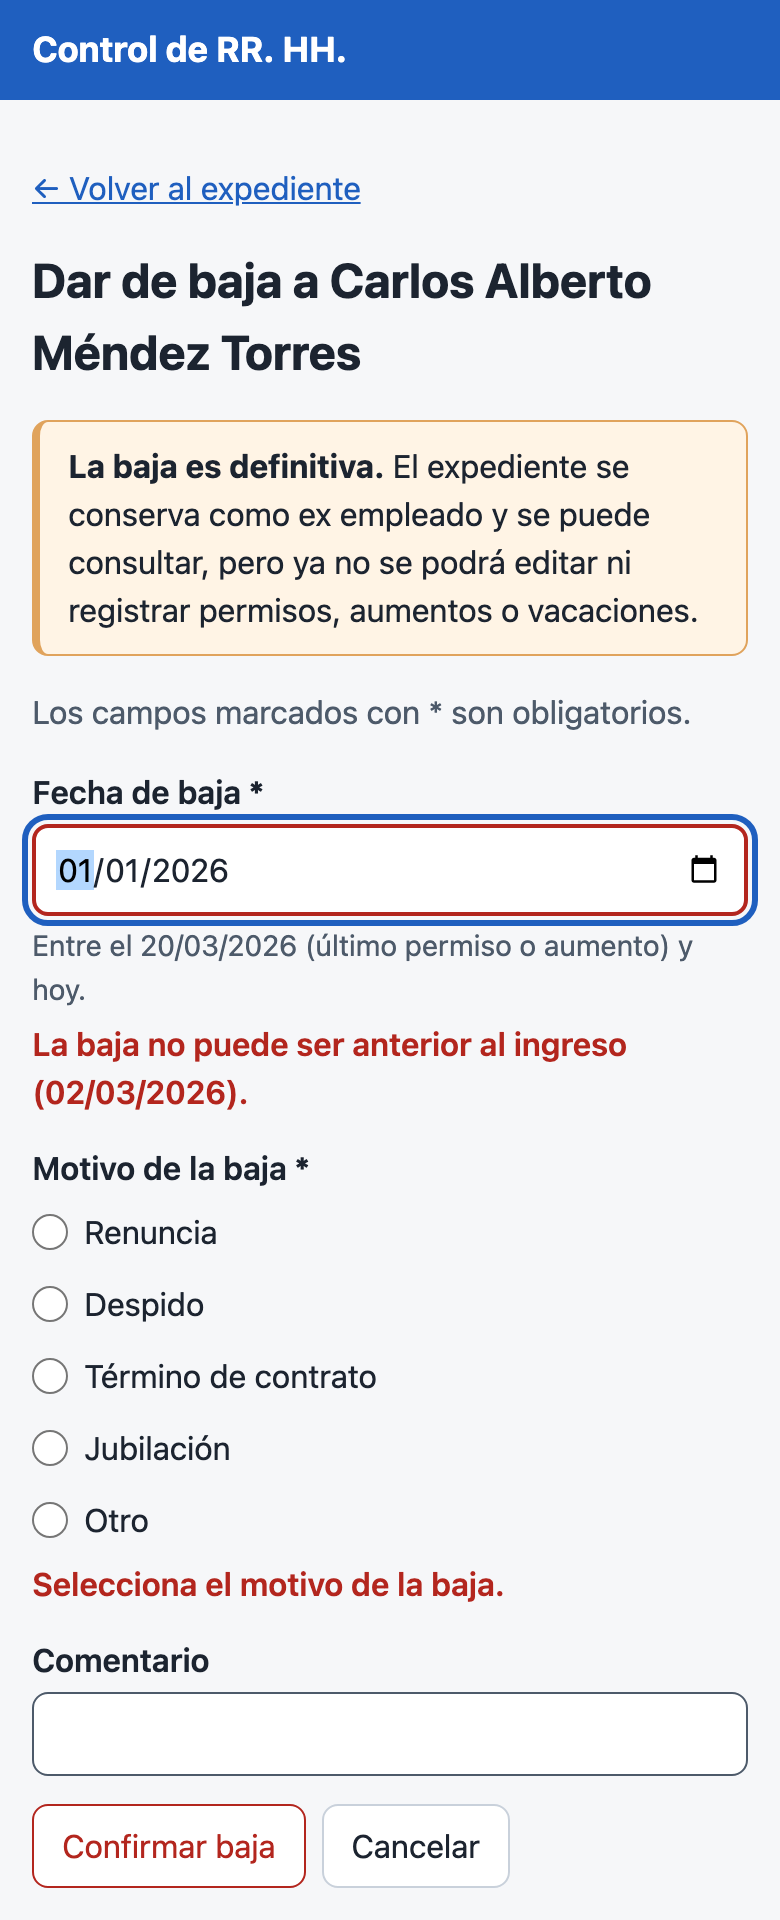 Control de RR. HH.
← Volver al expediente
Dar de baja a Carlos Alberto
Méndez Torres
La baja es definitiva. El expediente se
conserva como ex empleado y se puede
consultar, pero ya no se podrá editar ni
registrar permisos, aumentos o vacaciones.
Los campos marcados con * son obligatorios.
Fecha de baja *
01/01/2026
Entre el 20/03/2026 (último permiso o aumento) y
hoy.
La baja no puede ser anterior al ingreso
(02/03/2026).
Motivo de la baja *
Renuncia
Despido
Término de contrato
Jubilación
Otro
Selecciona el motivo de la baja.
Comentario
Confirmar baja
Cancelar